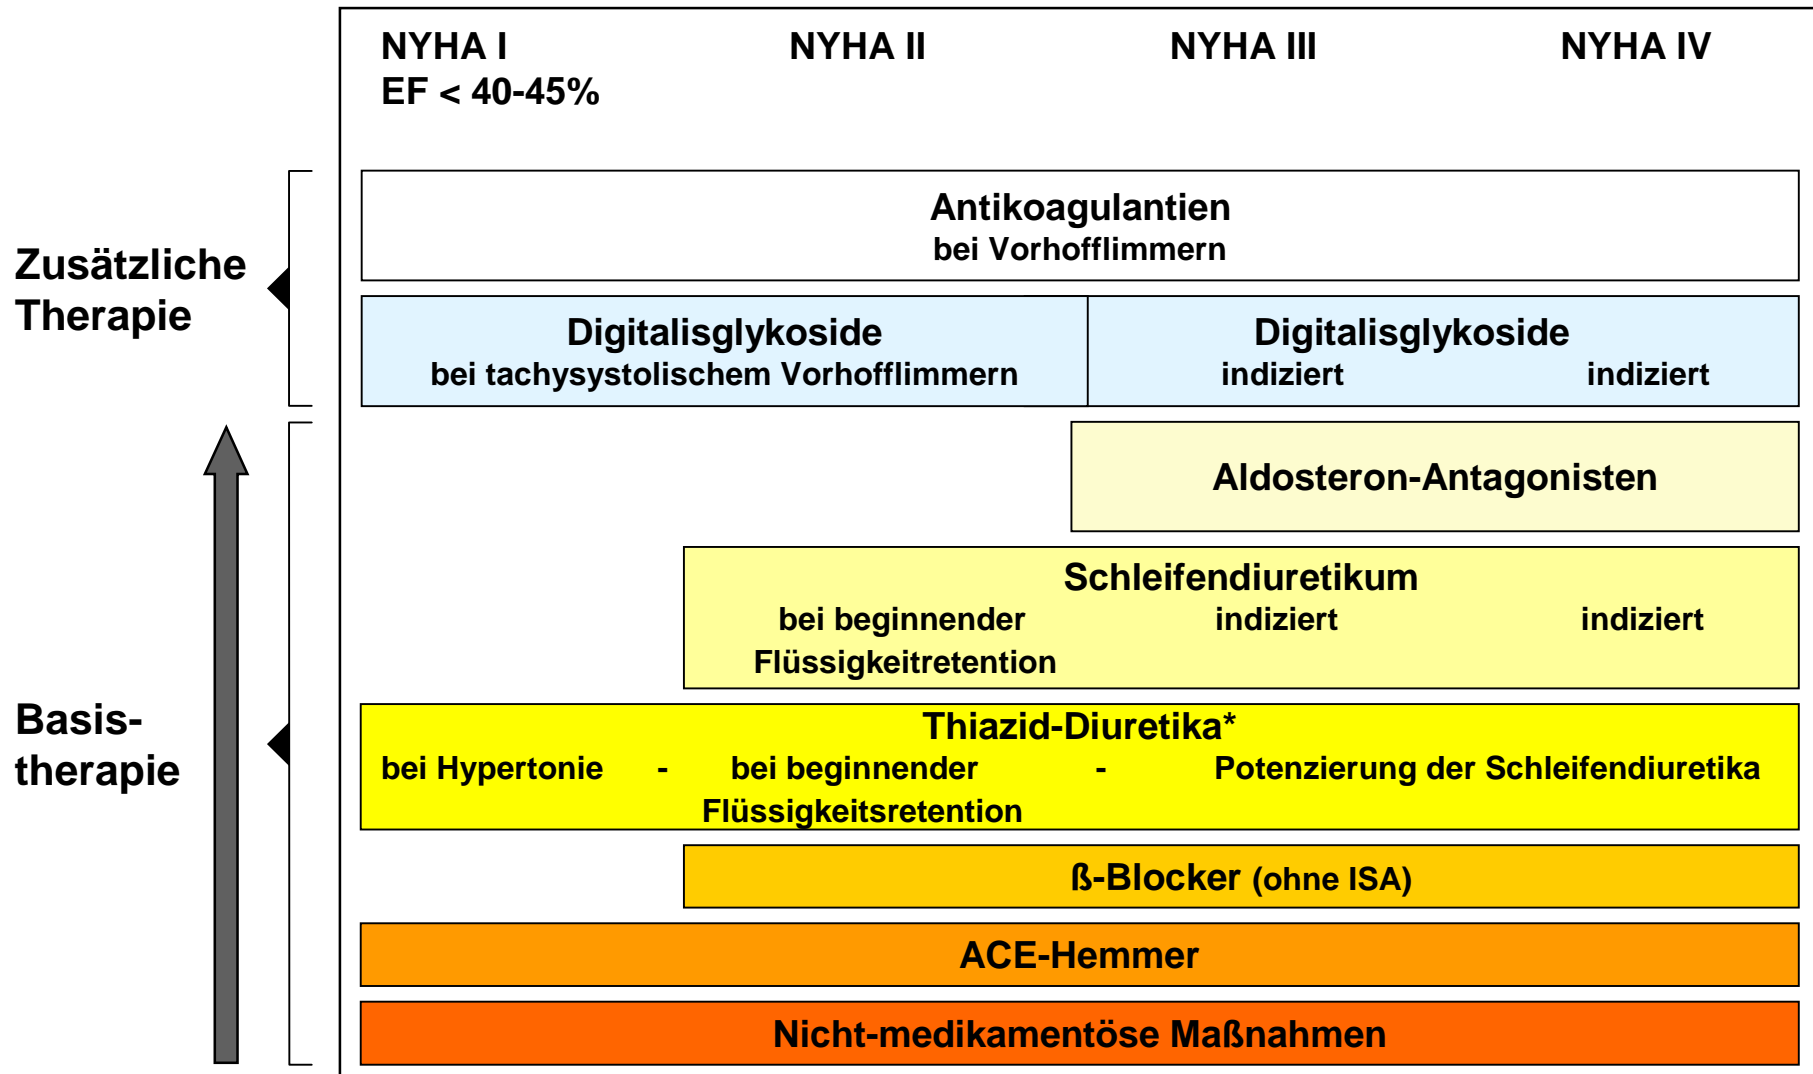 NYHA I NYHA II NYHA III NYHA IV
EF < 40-45%
Zusätzliche
Therapie
Antikoagulantien
bei Vorhofflimmern
Digitalisglykoside
bei tachysystolischem Vorhofflimmern
Digitalisglykoside
indiziert indiziert
Basis-
therapie
Aldosteron-Antagonisten
Schleifendiuretikum
bei beginnender indiziert indiziert
Flüssigkeitretention
Thiazid-Diuretika*
bei Hypertonie - bei beginnender - Potenzierung der Schleifendiuretika
Flüssigkeitsretention
ß-Blocker (ohne ISA)
ACE-Hemmer
Nicht-medikamentöse Maßnahmen